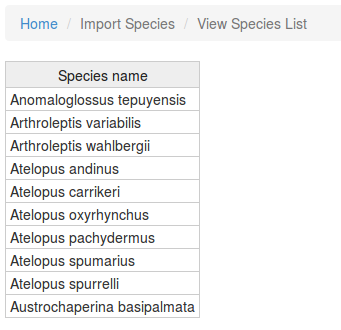 Home / Import Species / View Species List
Species name
Anomaloglossus tepuyensis
Arthroleptis variabilis
Arthroleptis wahlbergii
Atelopus andinus
Atelopus carrikeri
Atelopus oxyrhynchus
Atelopus pachydermus
Atelopus spumarius
Atelopus spurrelli
Austrochaperina basipalmata